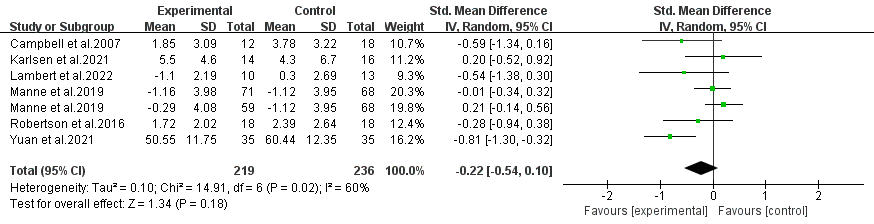 Experimental Control Std. Mean Difference Std. Mean Difference
Study or Subgroup Mean SD Total Mean SD Total Weight IV, Random, 95% CI IV, Random, 95% CI
Campbell et al.2007 1.85 3.09 12 3.78 3.22 18 10.7% -0.59 [-1.34, 0.16]
Karlsen et al.2021 5.5 4.6 14 4.3 6.7 16 11.3% 0.20 [-0.52, 0.92]
Lambert et al.2022 -1.1 2.19 10 0.3 2.69 13 9.3% -0.54 [-1.38, 0.30]
Manne et al.2019 -1.16 3.98 71 -1.12 3.95 68 20.3% -0.01 [-0.34, 0.32]
Manne et al.2019 -0.29 4.08 59 -1.12 3.95 68 19.8% 0.21 [-0.14, 0.56]
Robertson et al.2016 1.72 2.02 18 2.39 2.64 18 12.4% -0.28 [-0.94, 0.38]
Yuan et al.2021 50.55 11.75 35 60.44 12.35 35 16.2% -0.81 [-1.30, -0.32]
Total (95% CI) 219 236 100.0% -0.22 [-0.54, 0.10]
Heterogeneity: Tau² = 0.10; Chi² = 14.91, df = 6 (P = 0.02); I² = 60%
Test for overall effect: Z = 1.34 (P = 0.18)
-2 -1 0 1 2
Favours [experimental] Favours [control]